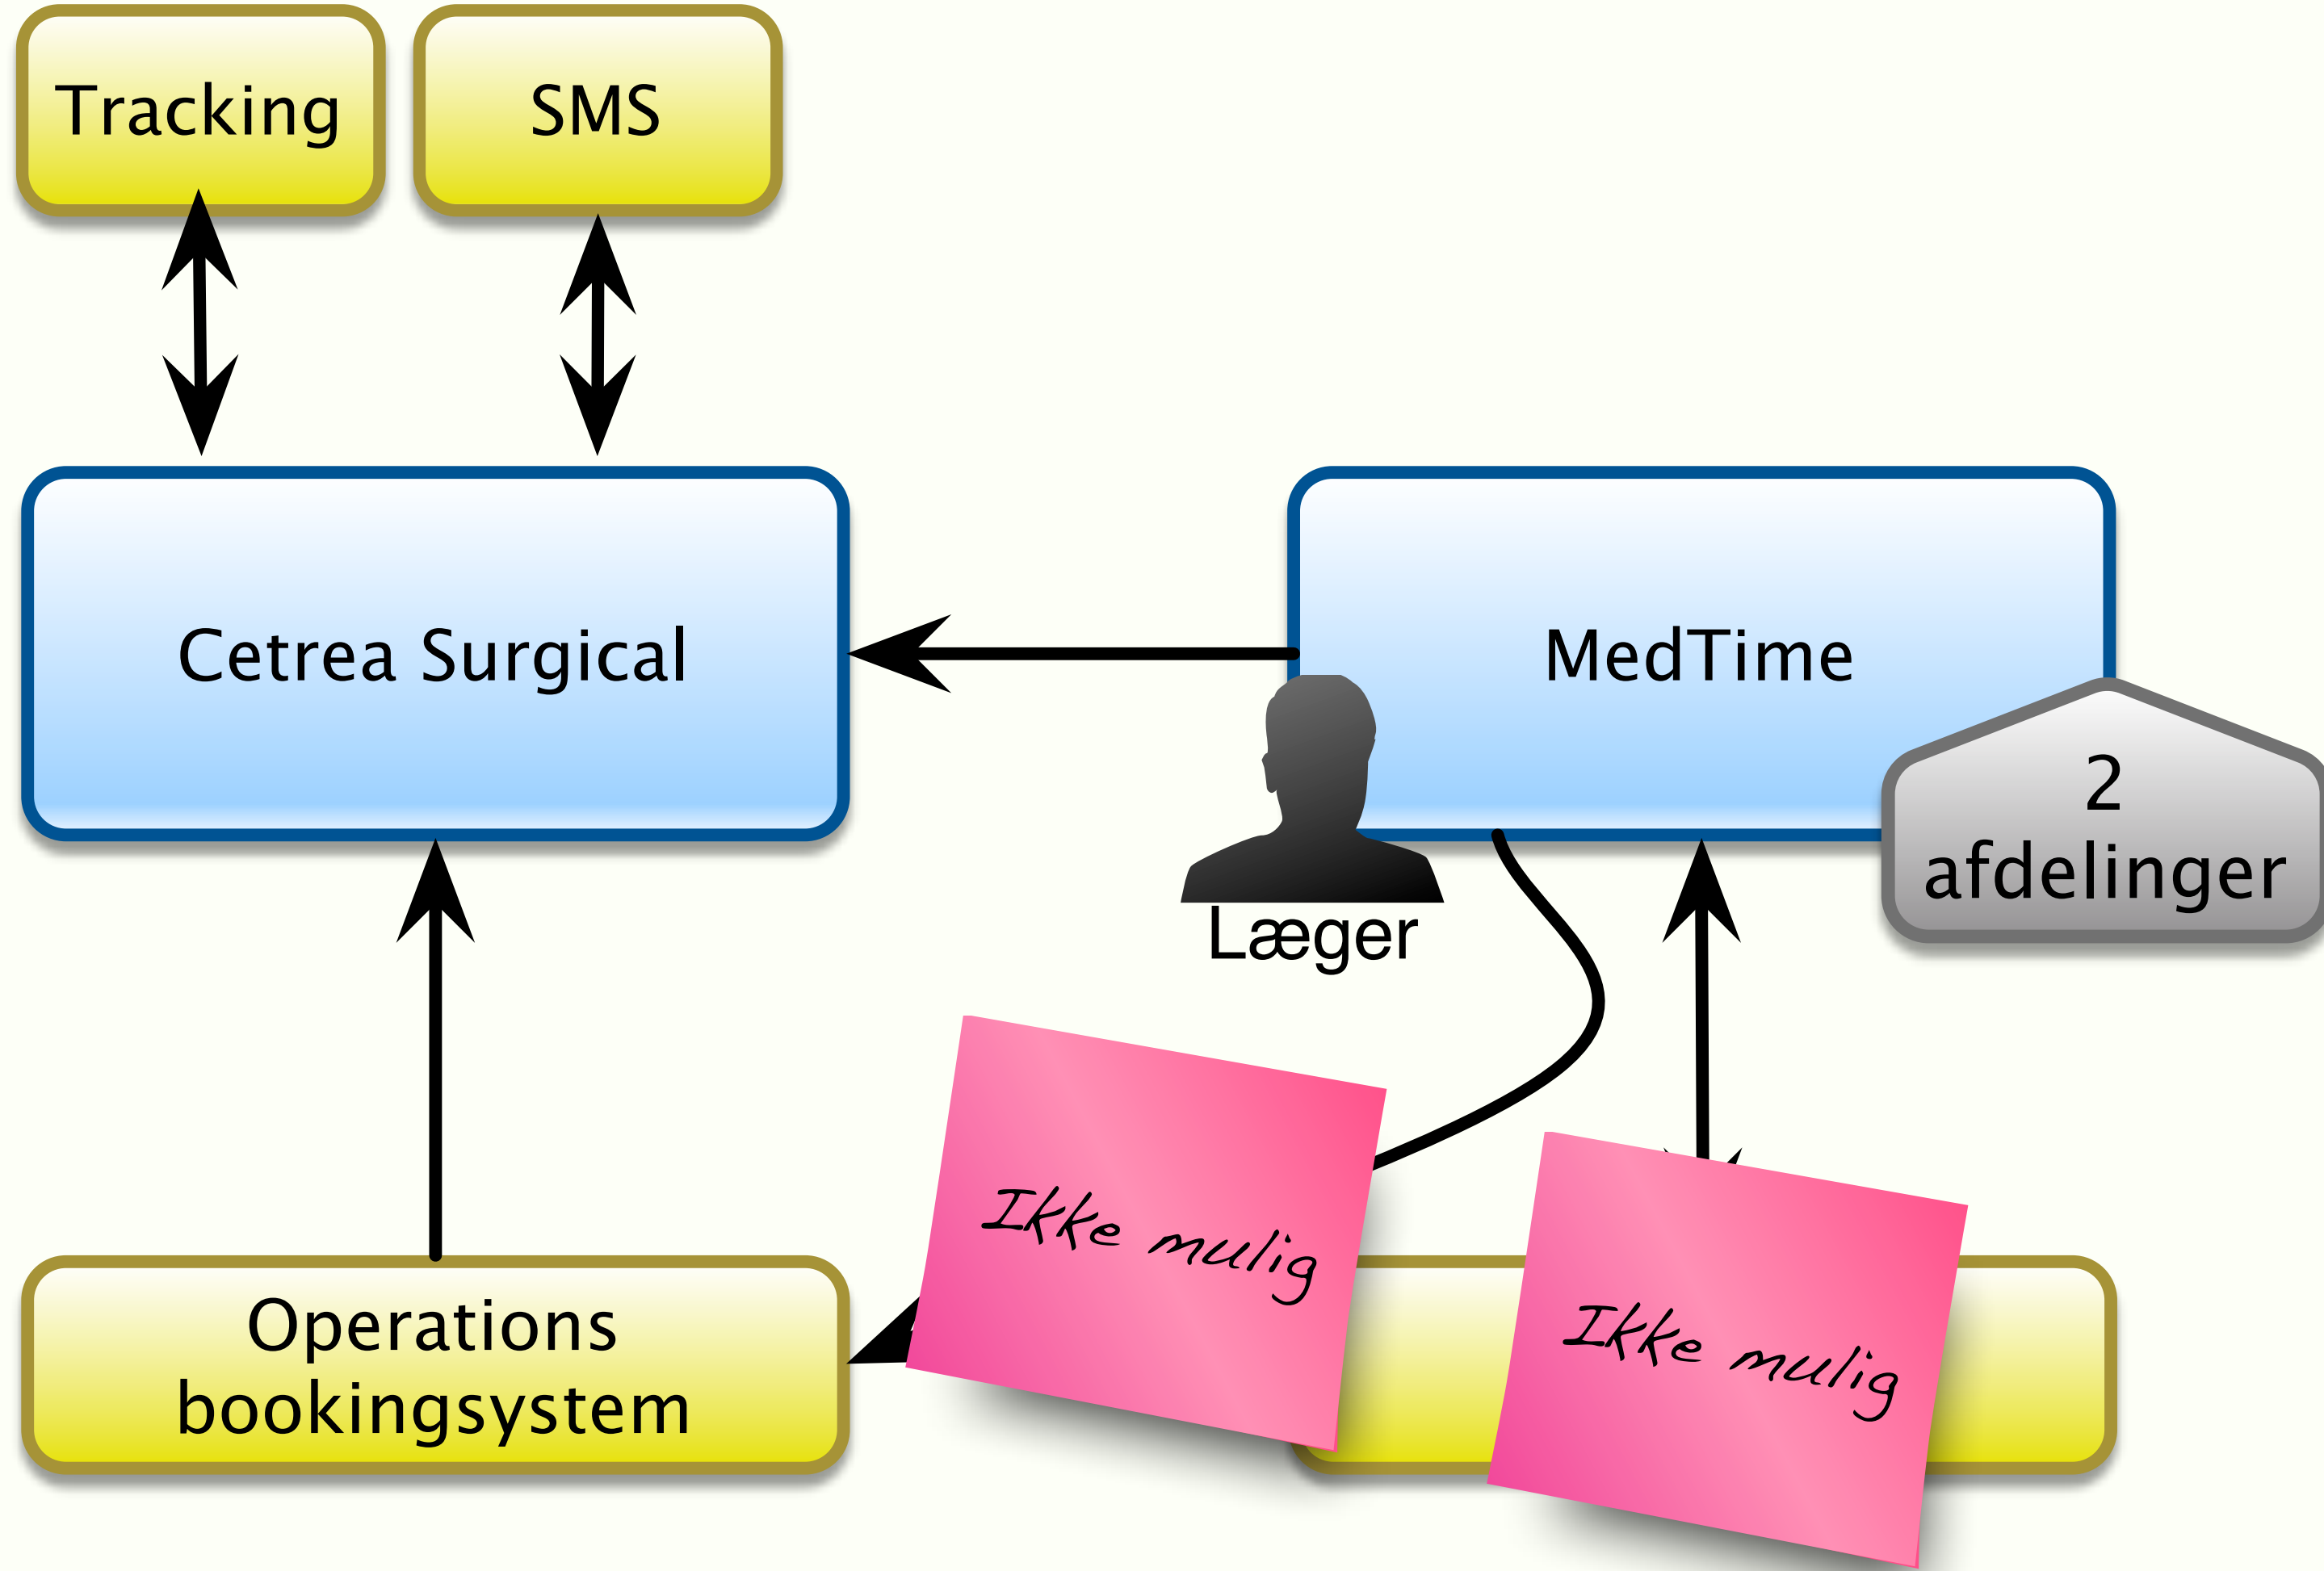 Tracking
SMS
Cetrea Surgical
MedTime
2
afdelinger
Læger
Ikke mulig
Ikke mulig
Operations
bookingsystem